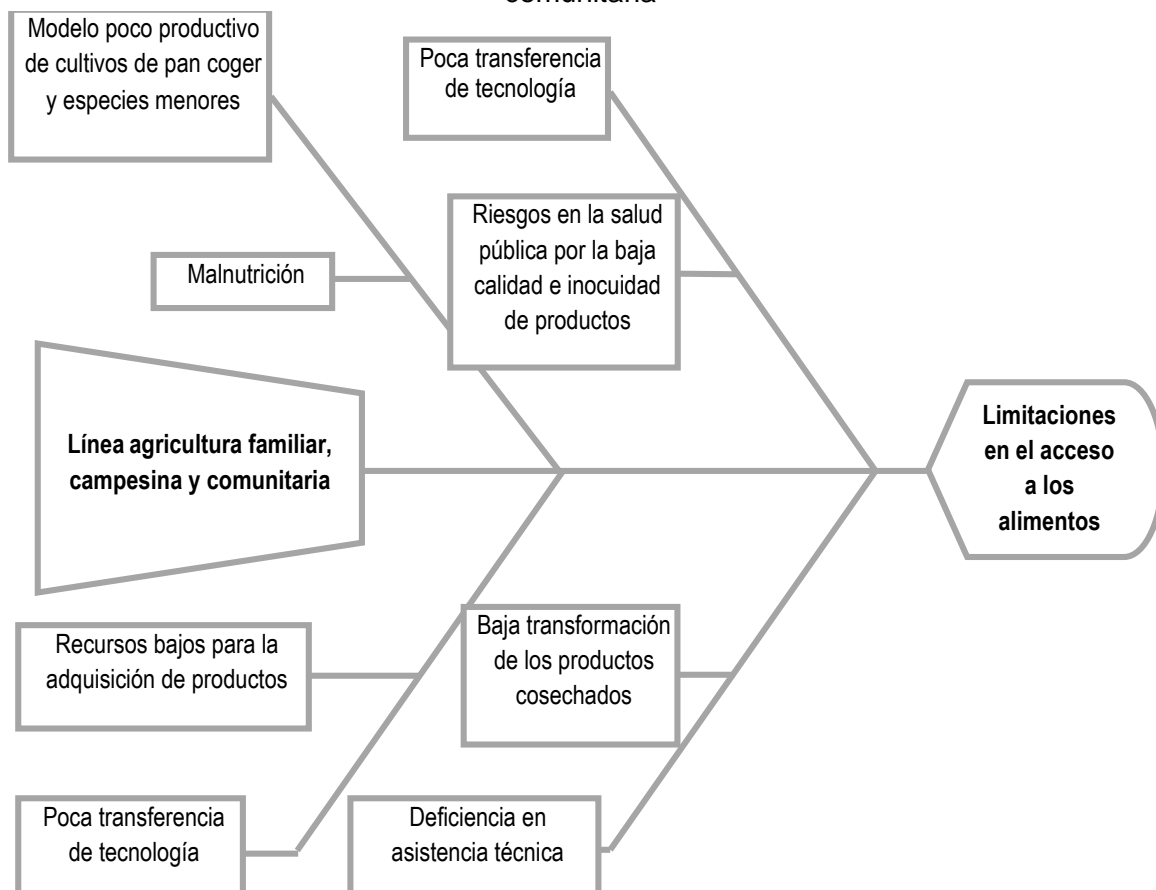 comunitaria
Modelo poco productivo
de cultivos de pan coger
y especies menores
Poca transferencia
de tecnología
Riesgos en la salud
pública por la baja
calidad e inocuidad
de productos
Malnutrición
Línea agricultura familiar,
campesina y comunitaria
Limitaciones
en el acceso
a los
alimentos
Recursos bajos para la
adquisición de productos
Baja transformación
de los productos
cosechados
Poca transferencia
de tecnología
Deficiencia en
asistencia técnica